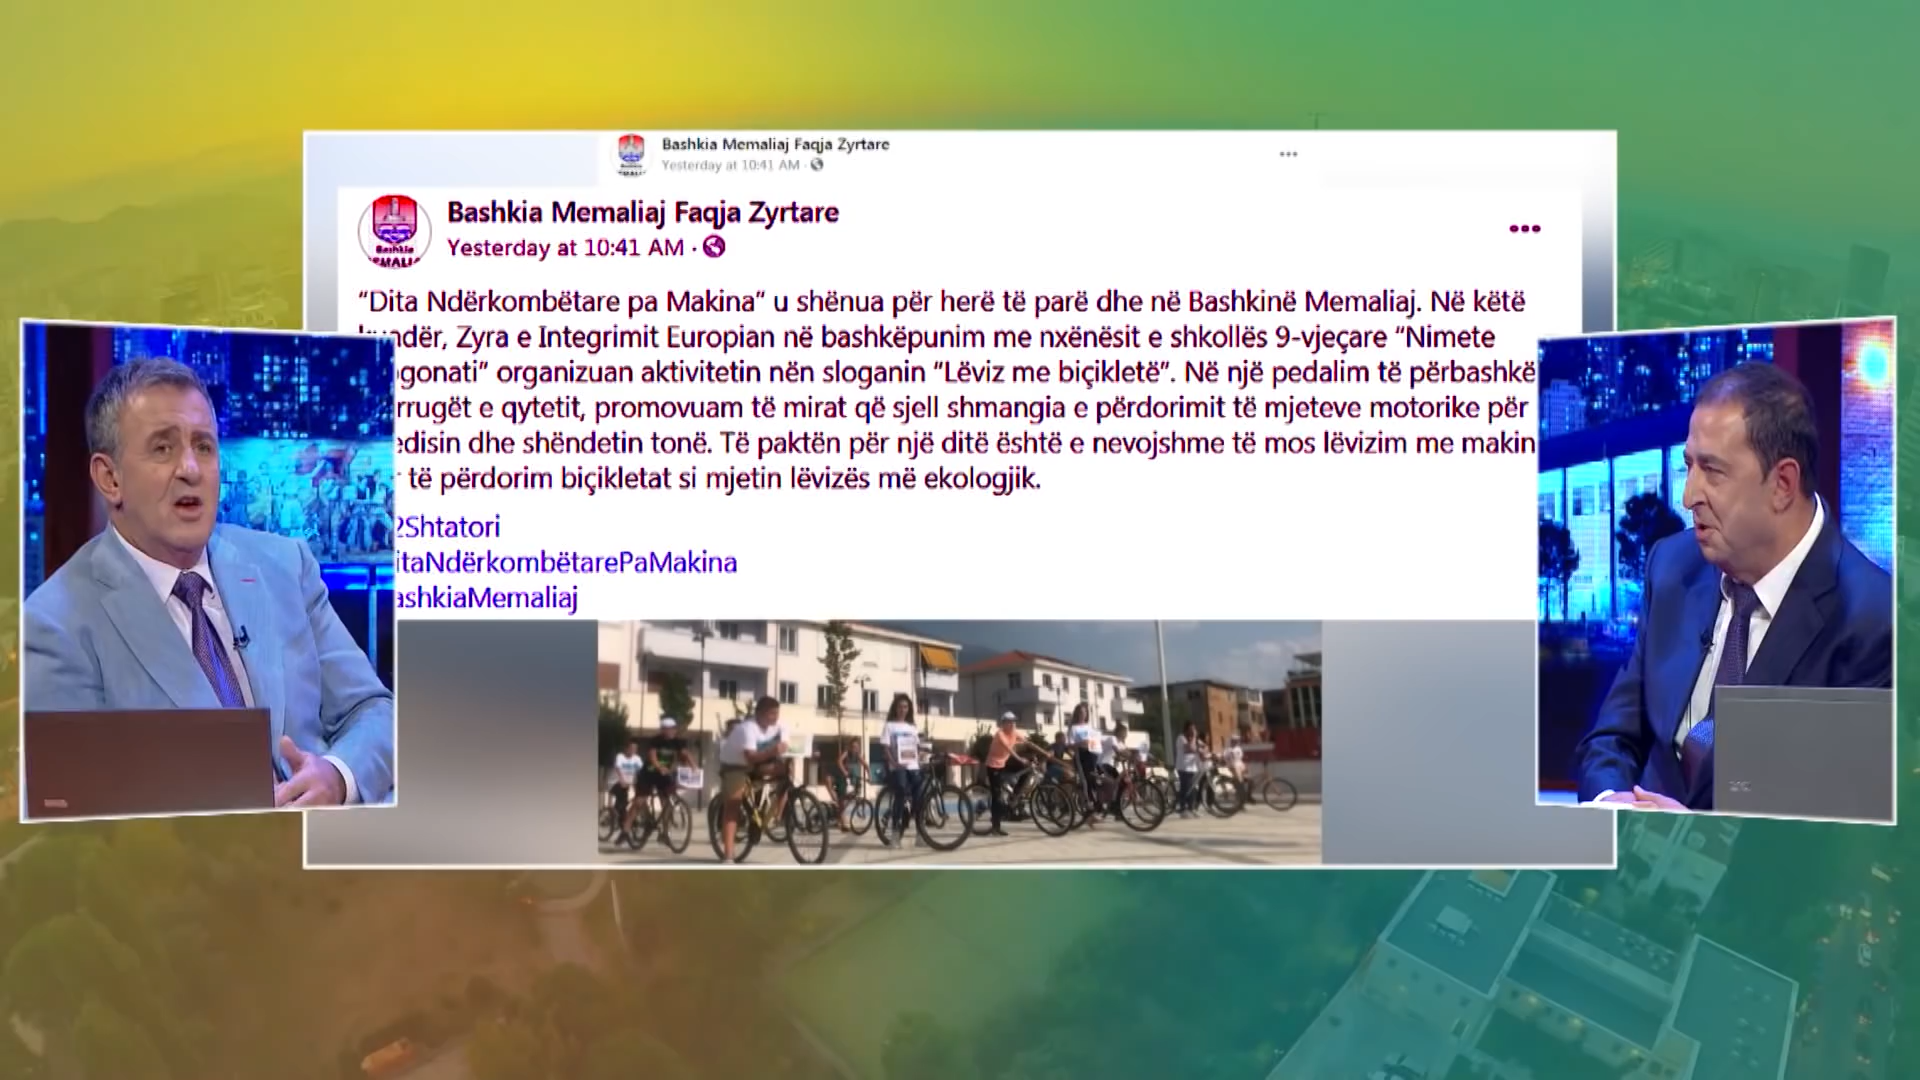 Bashkia Memaliaj Faqja Zyrtare
Yesterday at 10:41 AM ·
Bashkia Memaliaj Faqja Zyrtare
Yesterday at 10:41 AM ·
“Dita Ndërkombëtare pa Makina” u shënua për herë të parë dhe në Bashkinë Memaliaj. Në këtë
Zyra e Integrimit Europian në bashkëpunim me nxënësit e shkollës 9-vjeçare “Nimete
organizuan aktivitetin nën sloganin “Lëviz me biçikletë”. Në një pedalim të përbashkë
e qytetit, promovuam të mirat që sjell shmangia e përdorimit të mjeteve motorike për
dhe shëndetin tonë. Të paktën për një ditë është e nevojshme të mos lëvizim me makin
të përdorim biçikletat si mjetin lëvizës më ekologjik.
2Shtatori
itaNdërkombëtarePaMakina
ashkiaMemaliaj